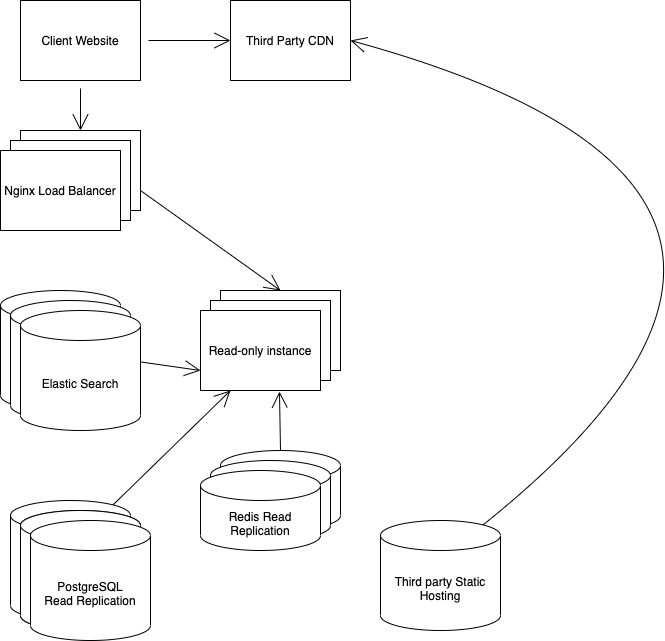 Client Website
Third Party CDN
Nginx Load Balancer
Read-only instance
Elastic Search
Redis Read
Replication
PostgreSQL
Read Replication
Third party Static
Hosting